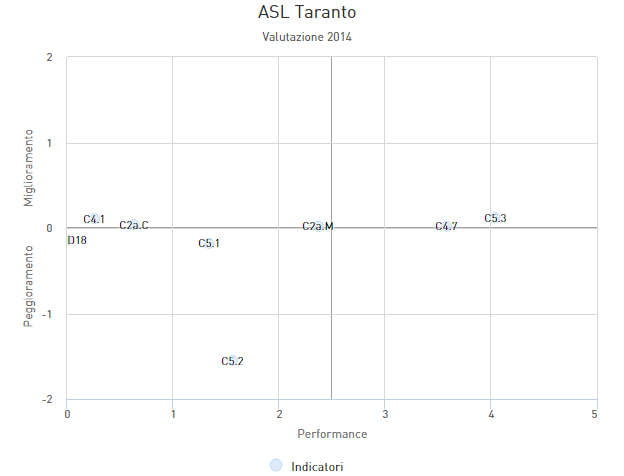 ASL Taranto
Valutazione 2014
2
1
0
-1
-2
Miglioramento
Peggioramento
C4.1
C2a.C
D18
C5.1
C5.2
C2a.M
C4.7
C5.3
0
1
2
3
4
5
Performance
Indicatori